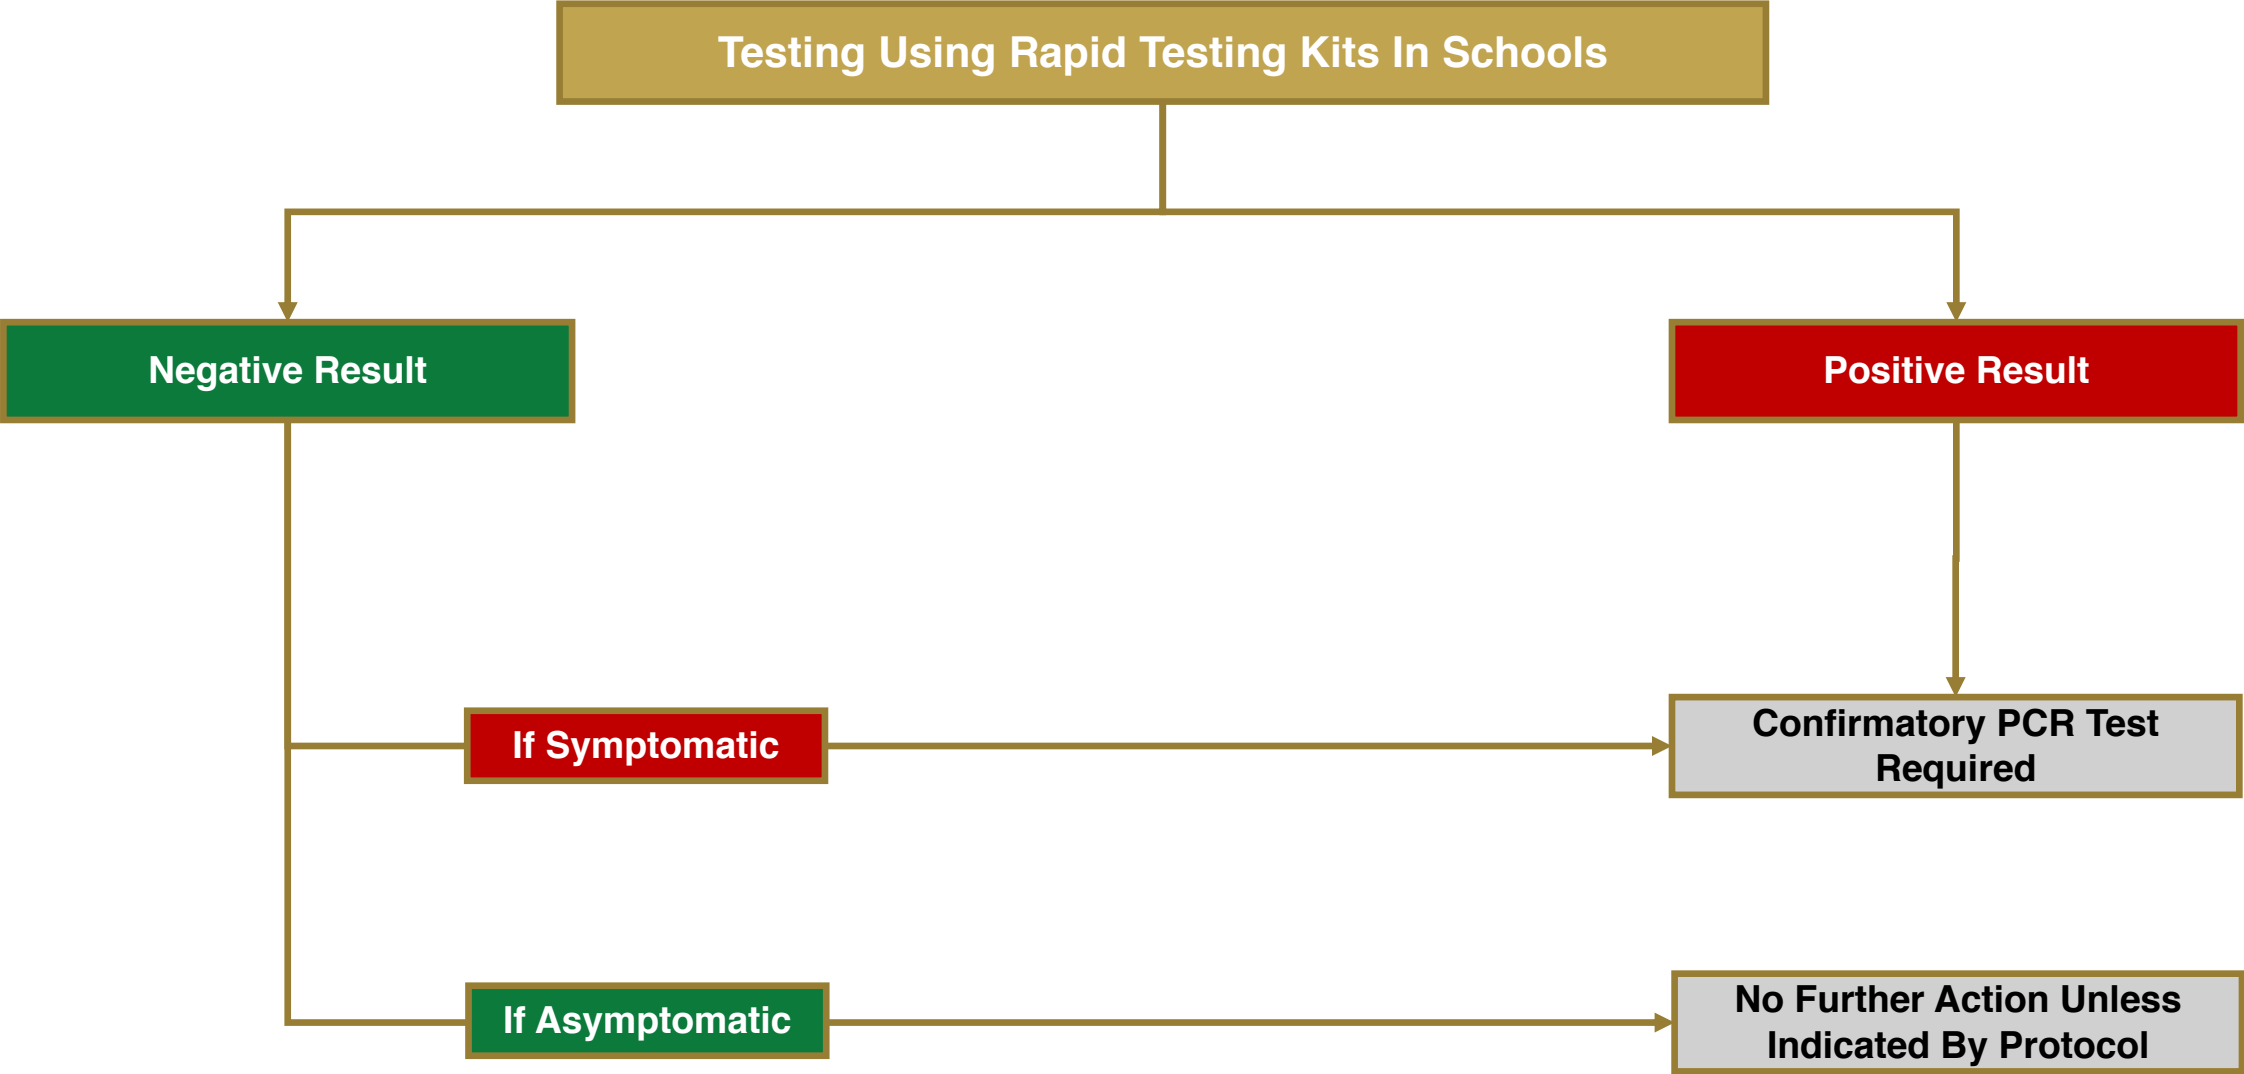 Testing Using Rapid Testing Kits In Schools
Negative Result
Positive Result
If Symptomatic
Confirmatory PCR Test
Required
If Asymptomatic
No Further Action Unless
Indicated By Protocol